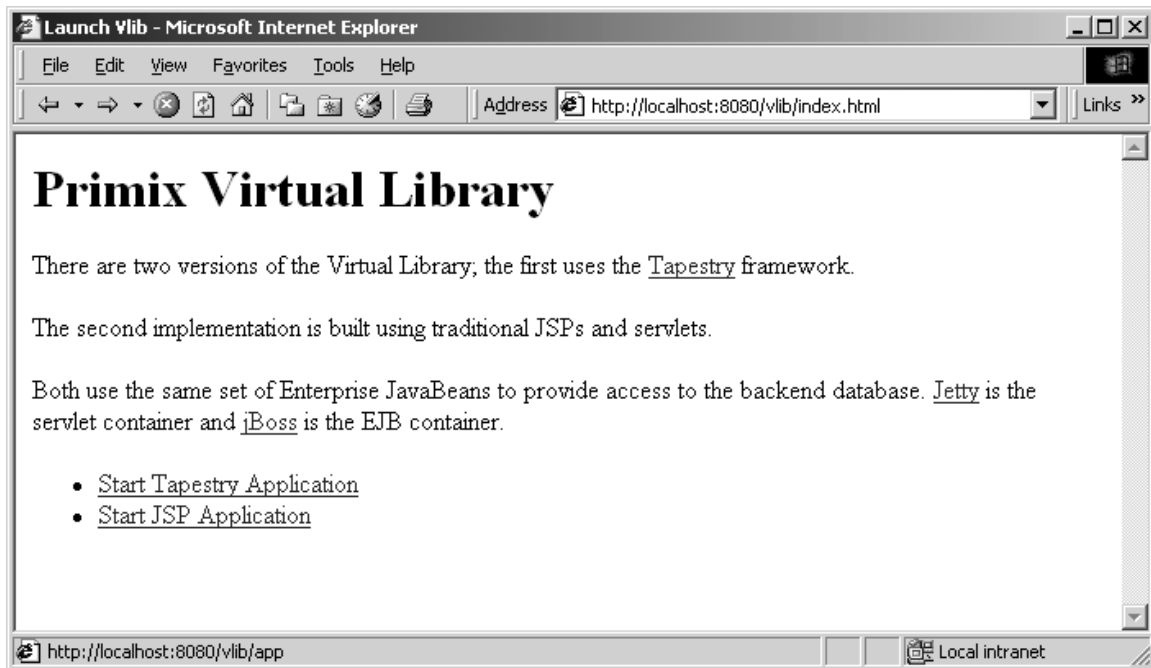 Launch Vlib - Microsoft Internet Explorer
File Edit View Favorites Tools Help
Address http://localhost:8080/vlib/index.html Links »
Primix Virtual Library
There are two versions of the Virtual Library; the first uses the Tapestry framework.
The second implementation is built using traditional JSPs and servlets.
Both use the same set of Enterprise JavaBeans to provide access to the backend database. Jetty is the
servlet container and jBoss is the EJB container.
• Start Tapestry Application
• Start JSP Application
http://localhost:8080/vlib/app Local intranet